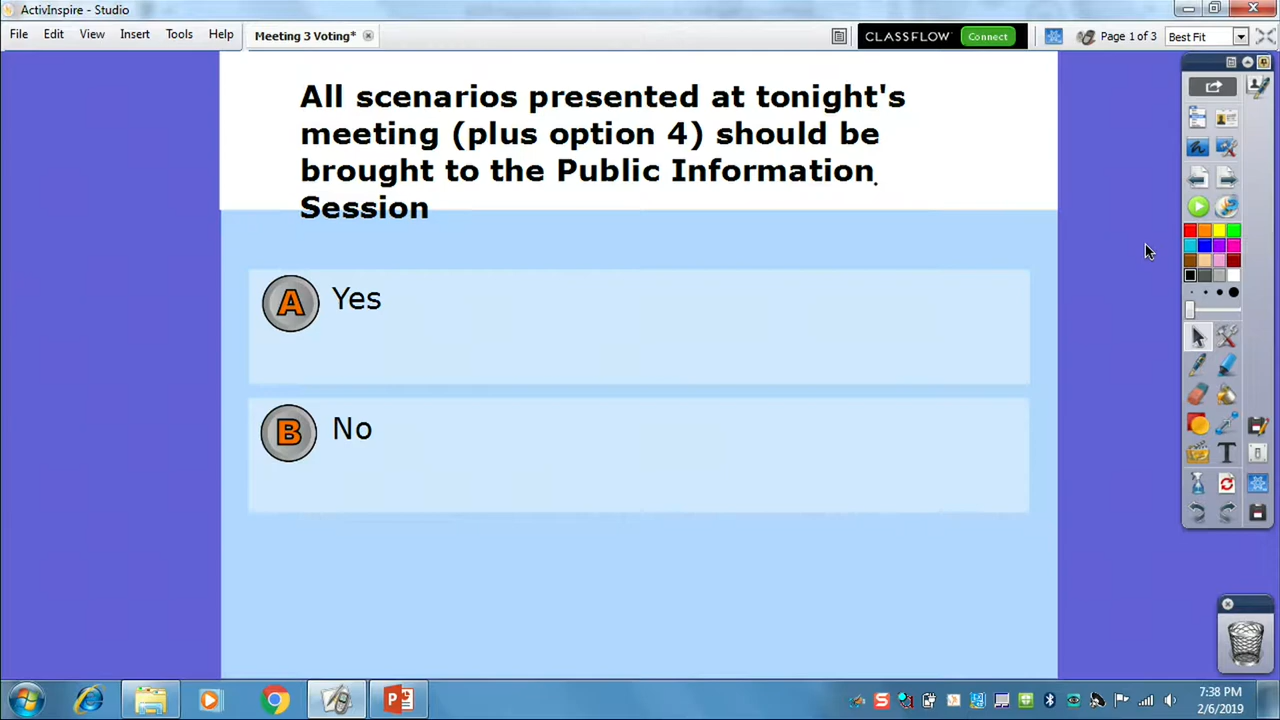 ActivInspire - Studio
File Edit View Insert Tools Help Meeting 3 Voting* CLASSFLOW Connect Page 1 of 3 Best Fit
All scenarios presented at tonight's
meeting (plus option 4) should be
brought to the Public Information.
Session
A Yes
B No
T
7:38 PM
2/6/2019